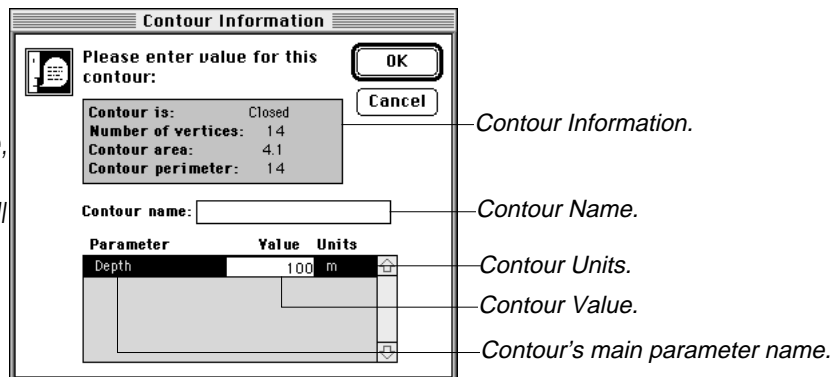 Contour Information
Please enter value for this
contour:
OK
Cancel
Contour is: Closed
Number of vertices: 14
Contour area: 4.1
Contour perimeter: 14
Contour Information.
Contour name:
Contour Name.
Parameter Value Units
Depth 100 m
Contour Units.
Contour Value.
Contour's main parameter name.